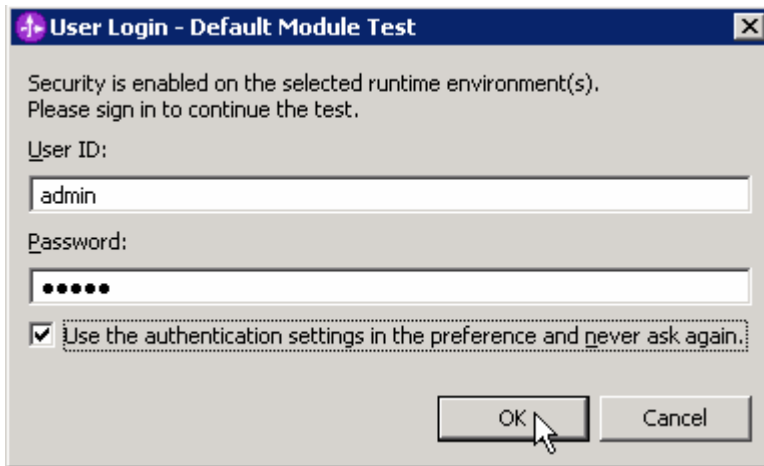 User Login - Default Module Test
Security is enabled on the selected runtime environment(s).
Please sign in to continue the test.
User ID:
admin
Password:
●●●●●
Use the authentication settings in the preference and never ask again.
OK Cancel